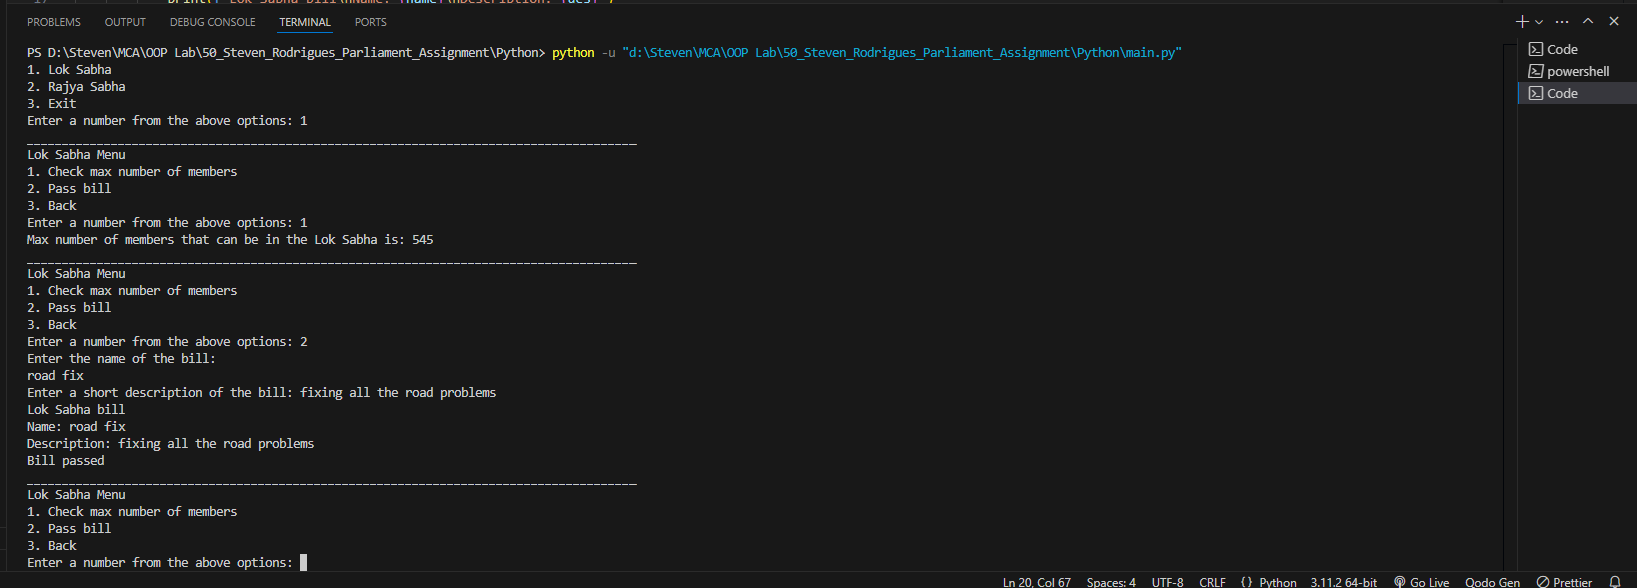 PROBLEMS OUTPUT DEBUG CONSOLE TERMINAL PORTS
PS D:\Steven\MCA\OOP Lab\50_Steven_Rodrigues_Parliament_Assignment\Python> python -u "d:\Steven\MCA\OOP Lab\50_Steven_Rodrigues_Parliament_Assignment\Python\main.py"
1. Lok Sabha
2. Rajya Sabha
3. Exit
Enter a number from the above options: 1
Lok Sabha Menu
1. Check max number of members
2. Pass bill
3. Back
Enter a number from the above options: 1
Max number of members that can be in the Lok Sabha is: 545
Lok Sabha Menu
1. Check max number of members
2. Pass bill
3. Back
Enter a number from the above options: 2
Enter the name of the bill:
road fix
Enter a short description of the bill: fixing all the road problems
Lok Sabha bill
Name: road fix
Description: fixing all the road problems
Bill passed
Lok Sabha Menu
1. Check max number of members
2. Pass bill
3. Back
Enter a number from the above options:
Code
powershell
Code
Ln 20, Col 67 Spaces: 4 UTF-8 CRLF {} Python 3.11.2 64-bit Go Live Qodo Gen Prettier